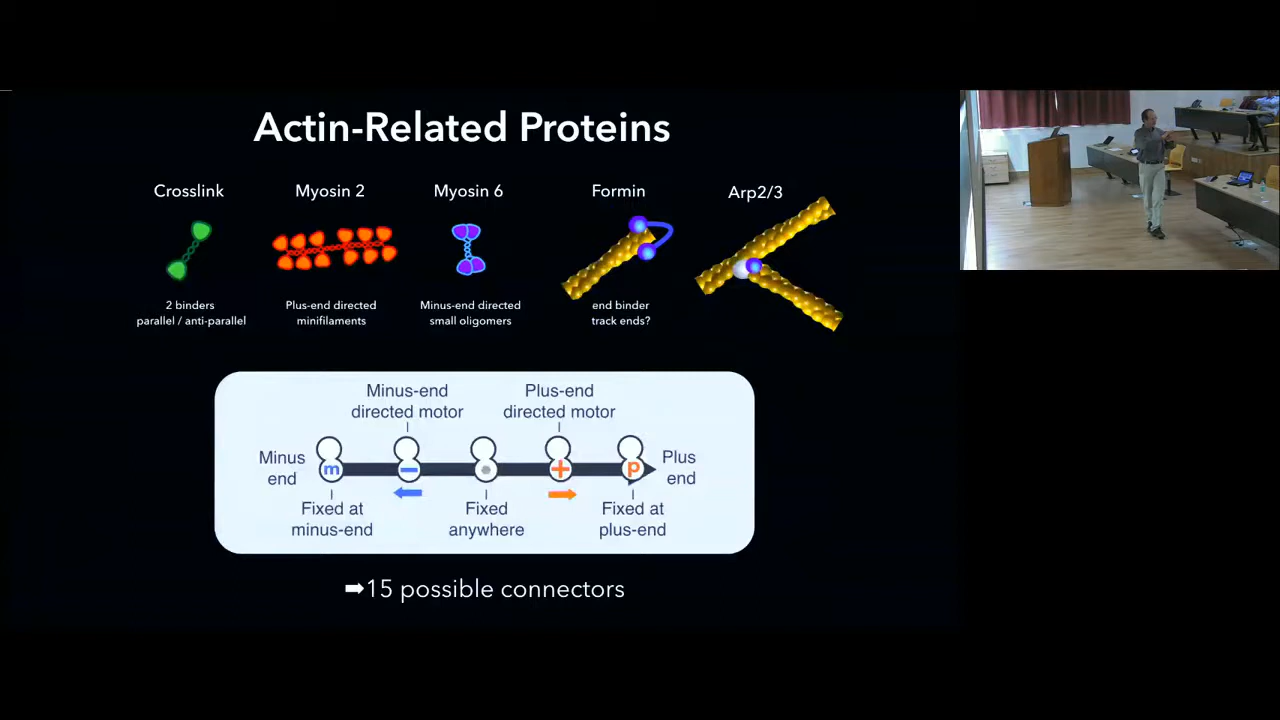 Actin-Related Proteins
Crosslink
Myosin 2
Myosin 6
Formin
Arp2/3
2 binders
parallel / anti-parallel
Plus-end directed
minifilaments
Minus-end directed
small oligomers
end binder
track ends?
Minus-end
directed motor
Plus-end
directed motor
Minus
end
m
−
+
p
Plus
end
Fixed at
minus-end
Fixed
anywhere
Fixed at
plus-end
➡15 possible connectors